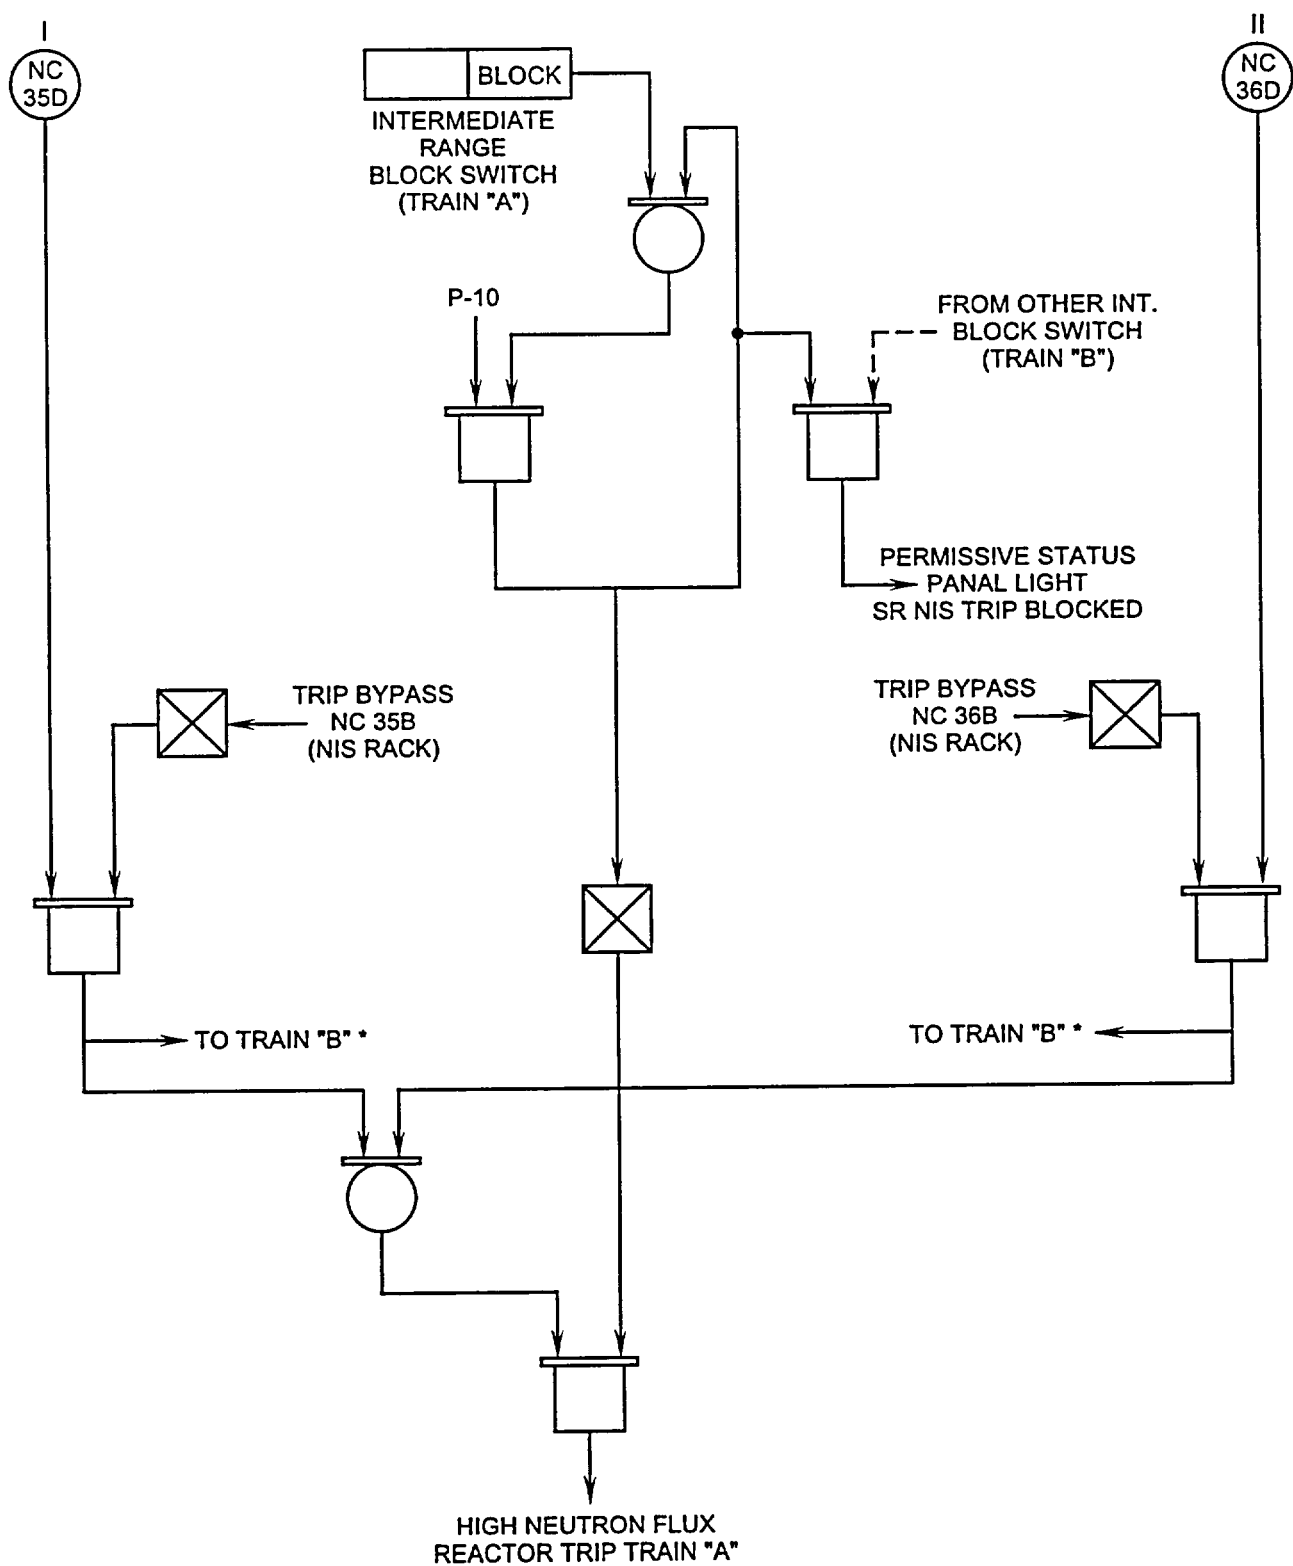 I
NC
35D
II
NC
36D
BLOCK
INTERMEDIATE
RANGE
BLOCK SWITCH
(TRAIN "A")
P-10
FROM OTHER INT.
BLOCK SWITCH
(TRAIN "B")
PERMISSIVE STATUS
PANAL LIGHT
SR NIS TRIP BLOCKED
TRIP BYPASS
NC 35B
(NIS RACK)
TRIP BYPASS
NC 36B
(NIS RACK)
TO TRAIN "B" *
TO TRAIN "B" *
HIGH NEUTRON FLUX
REACTOR TRIP TRAIN "A"